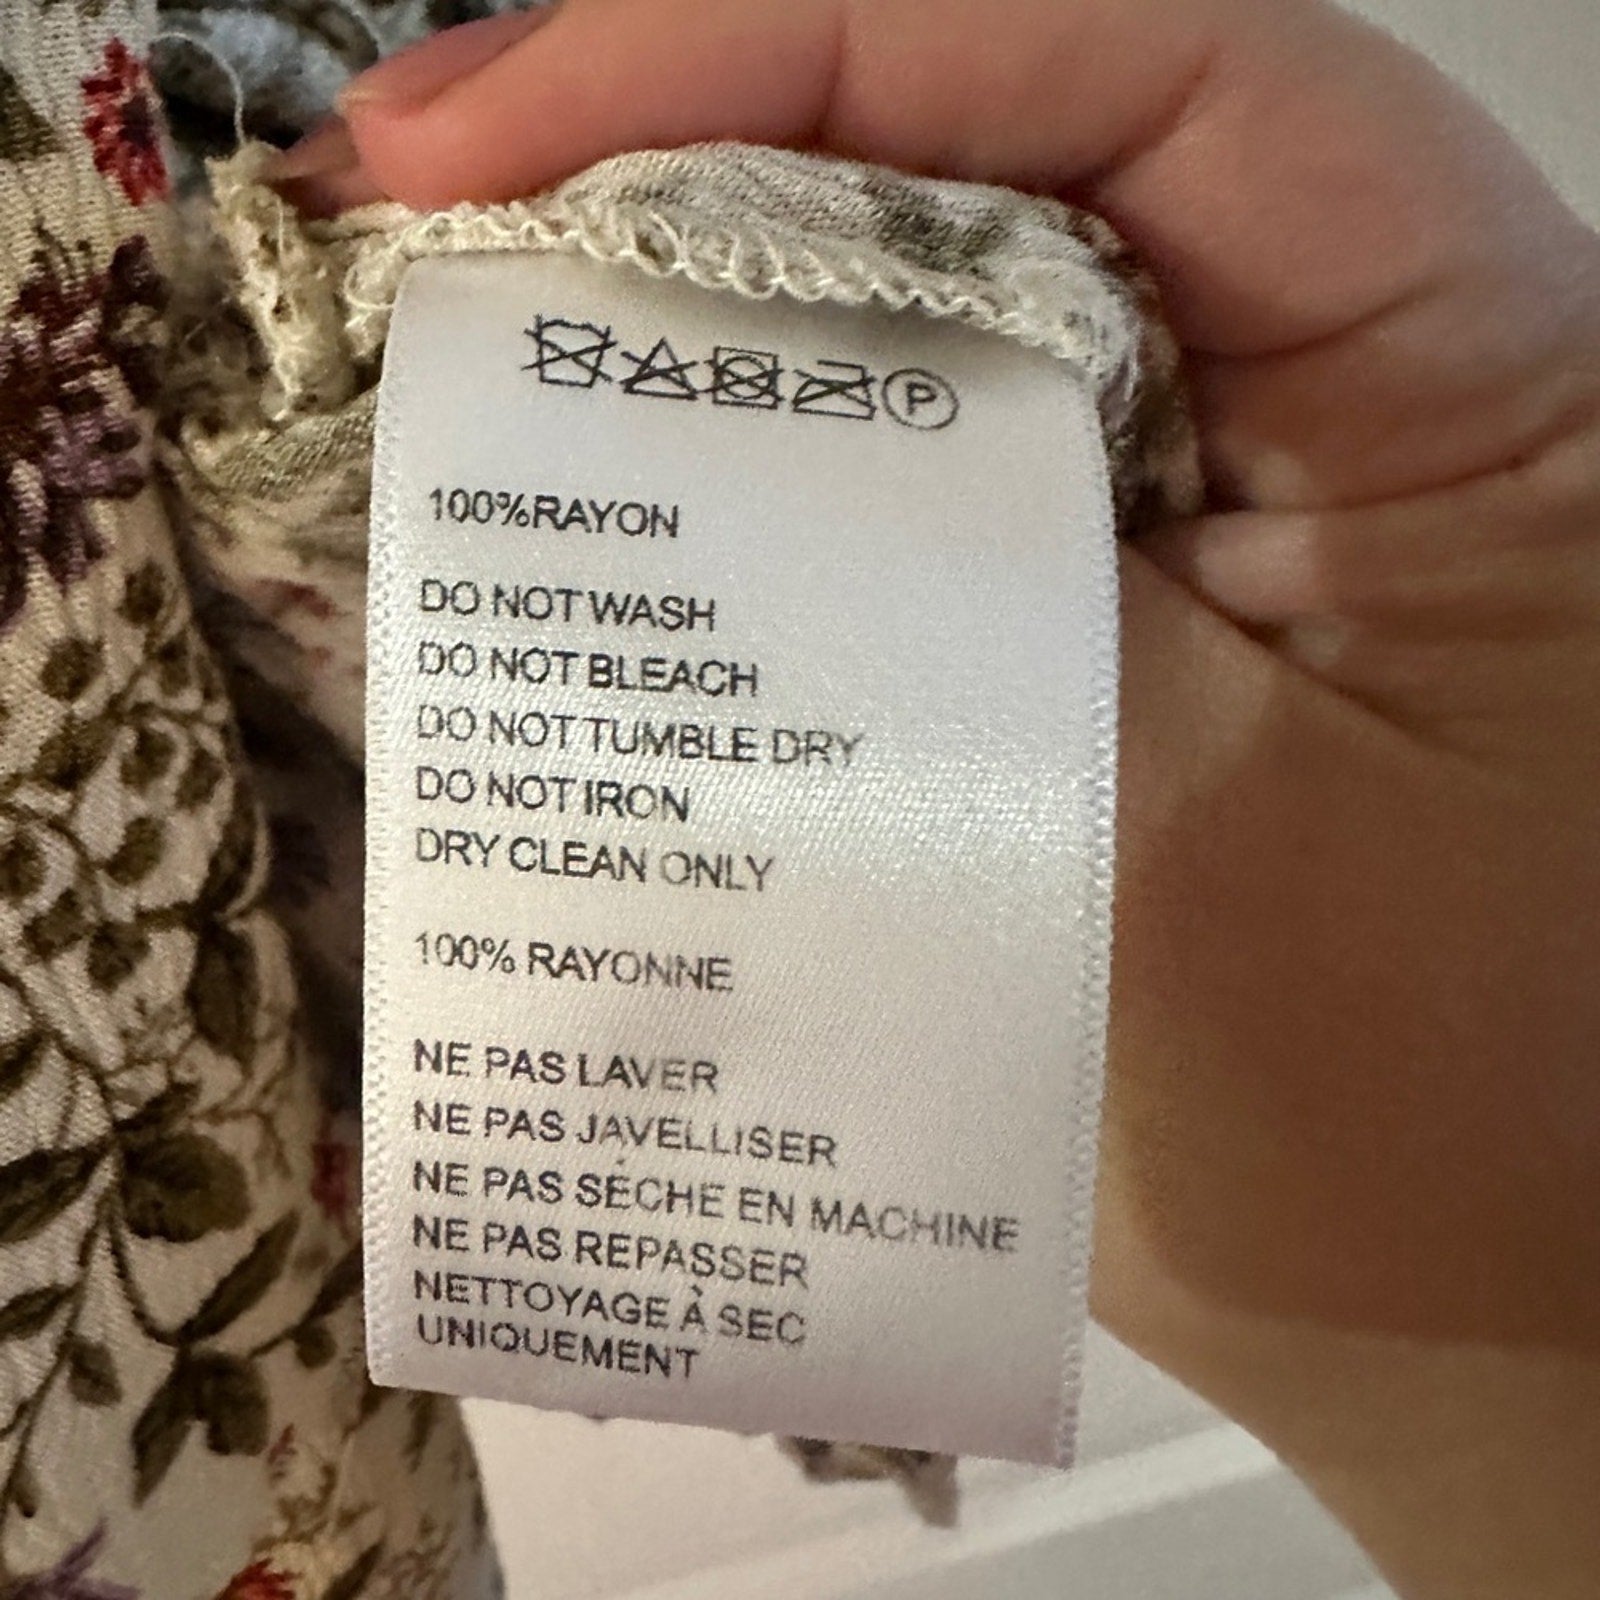 P
100%RAYON
DO NOT WASH
DO NOT BLEACH
DO NOT TUMBLE DRY
DO NOT IRON
DRY CLEAN ONLY
100% RAYONNE
NE PAS LAVER
NE PAS JAVELLISER
NE PAS SÉCHE EN MACHINE
NE PAS REPASSER
NETTOYAGE À SEC
UNIQUEMENT